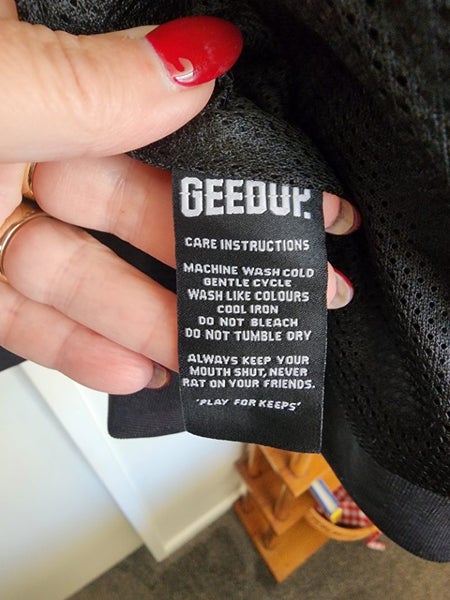 GEEDUP.
CARE INSTRUCTIONS
MACHINE WASH COLD
GENTLE CYCLE
WASH LIKE COLOURS
COOL IRON
DO NOT BLEACH
DO NOT TUMBLE DRY
ALWAYS KEEP YOUR
MOUTH SHUT, NEVER
RAT ON YOUR FRIENDS.
"PLAY FOR KEEPS"